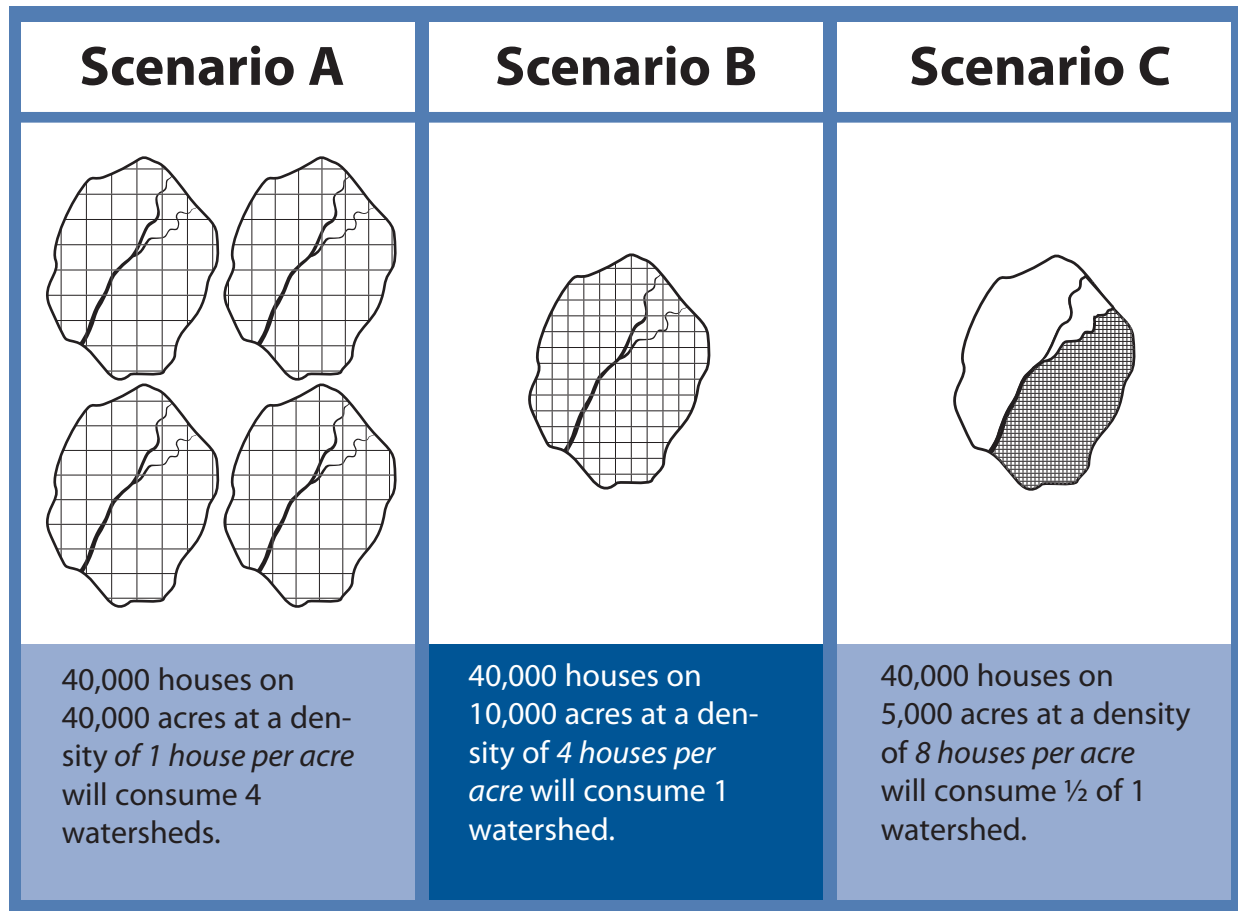 Scenario A
Scenario B
Scenario C
40,000 houses on
40,000 acres at a den-
sity of 1 house per acre
will consume 4
watersheds.
40,000 houses on
10,000 acres at a den-
sity of 4 houses per
acre will consume 1
watershed.
40,000 houses on
5,000 acres at a density
of 8 houses per acre
will consume ½ of 1
watershed.